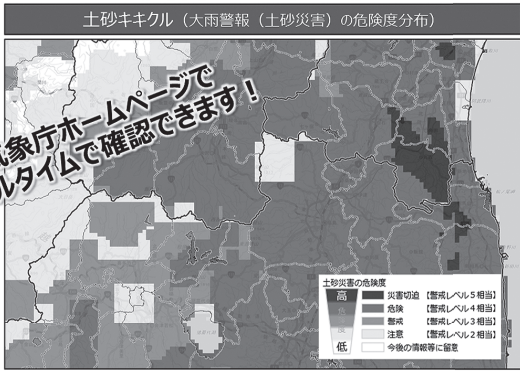 土砂キキクル（大雨警報（土砂災害）の危険度分布）
気象庁ホームページで
ルタイムで確認できます！
土砂災害の危険度
高 災害切迫 【警戒レベル5相当】
危険 【警戒レベル4相当】
警戒 【警戒レベル3相当】
注意 【警戒レベル2相当】
低 今後の情報等に留意